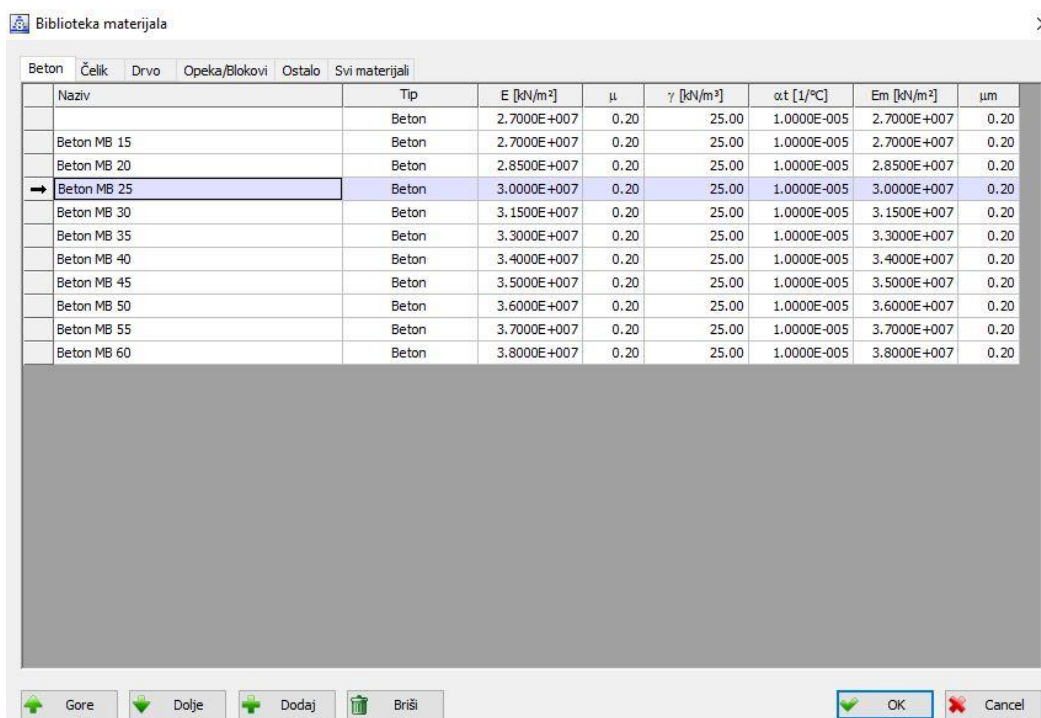 Biblioteka materijala
Beton Čelik Drvo Opeka/Blokovi Ostalo Svi materijali
Naziv Tip E [kN/m²] μ γ [kN/m³] αt [1/°C] Em [kN/m²] μm
Beton 2.7000E+007 0.20 25.00 1.0000E-005 2.7000E+007 0.20
Beton MB 15 Beton 2.7000E+007 0.20 25.00 1.0000E-005 2.7000E+007 0.20
Beton MB 20 Beton 2.8500E+007 0.20 25.00 1.0000E-005 2.8500E+007 0.20
Beton MB 25 Beton 3.0000E+007 0.20 25.00 1.0000E-005 3.0000E+007 0.20
Beton MB 30 Beton 3.1500E+007 0.20 25.00 1.0000E-005 3.1500E+007 0.20
Beton MB 35 Beton 3.3000E+007 0.20 25.00 1.0000E-005 3.3000E+007 0.20
Beton MB 40 Beton 3.4000E+007 0.20 25.00 1.0000E-005 3.4000E+007 0.20
Beton MB 45 Beton 3.5000E+007 0.20 25.00 1.0000E-005 3.5000E+007 0.20
Beton MB 50 Beton 3.6000E+007 0.20 25.00 1.0000E-005 3.6000E+007 0.20
Beton MB 55 Beton 3.7000E+007 0.20 25.00 1.0000E-005 3.7000E+007 0.20
Beton MB 60 Beton 3.8000E+007 0.20 25.00 1.0000E-005 3.8000E+007 0.20
Gore Dolje Dodaj Briši OK Cancel